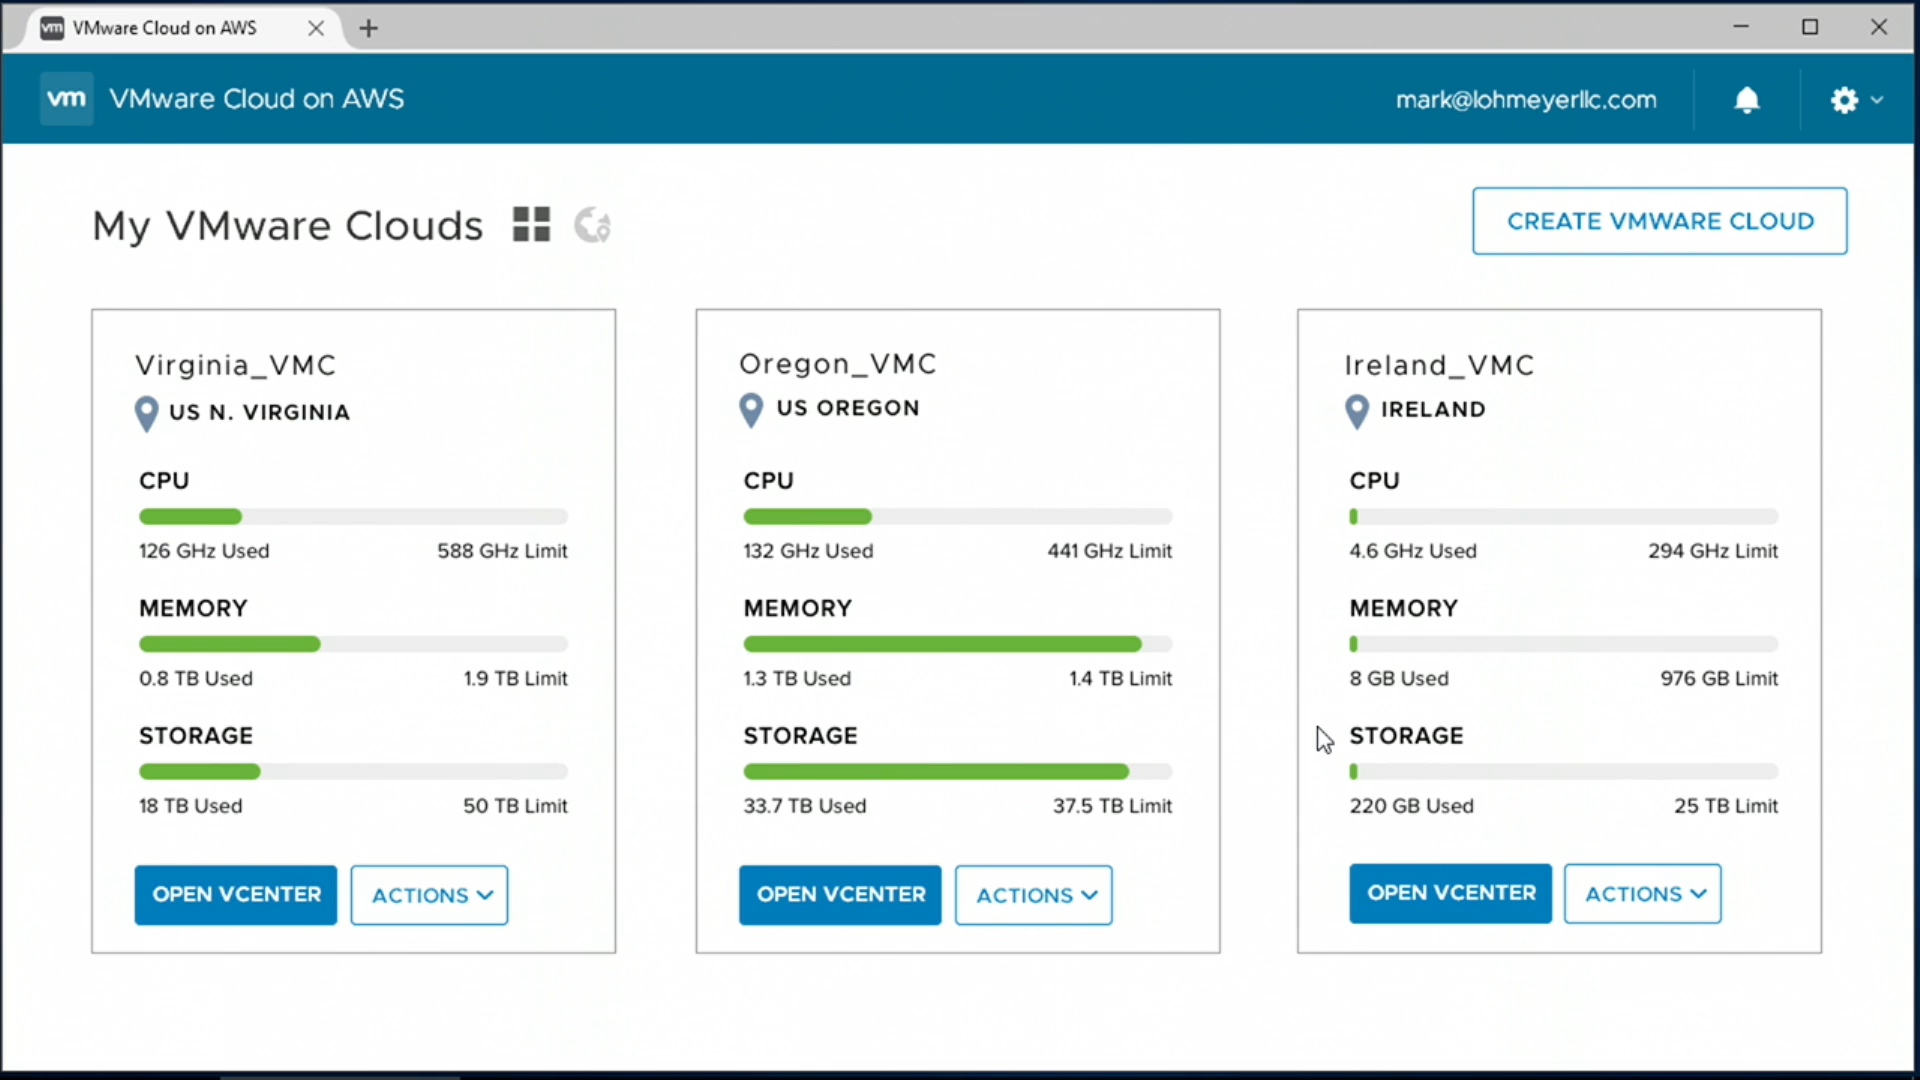 vm VMware Cloud on AWS
vm VMware Cloud on AWS
mark@lohmeyerllc.com
My VMware Clouds
CREATE VMWARE CLOUD
Virginia_VMC
US N. VIRGINIA
CPU
126 GHz Used 588 GHz Limit
MEMORY
0.8 TB Used 1.9 TB Limit
STORAGE
18 TB Used 50 TB Limit
OPEN VCENTER ACTIONS
Oregon_VMC
US OREGON
CPU
132 GHz Used 441 GHz Limit
MEMORY
1.3 TB Used 1.4 TB Limit
STORAGE
33.7 TB Used 37.5 TB Limit
OPEN VCENTER ACTIONS
Ireland_VMC
IRELAND
CPU
4.6 GHz Used 294 GHz Limit
MEMORY
8 GB Used 976 GB Limit
STORAGE
220 GB Used 25 TB Limit
OPEN VCENTER ACTIONS